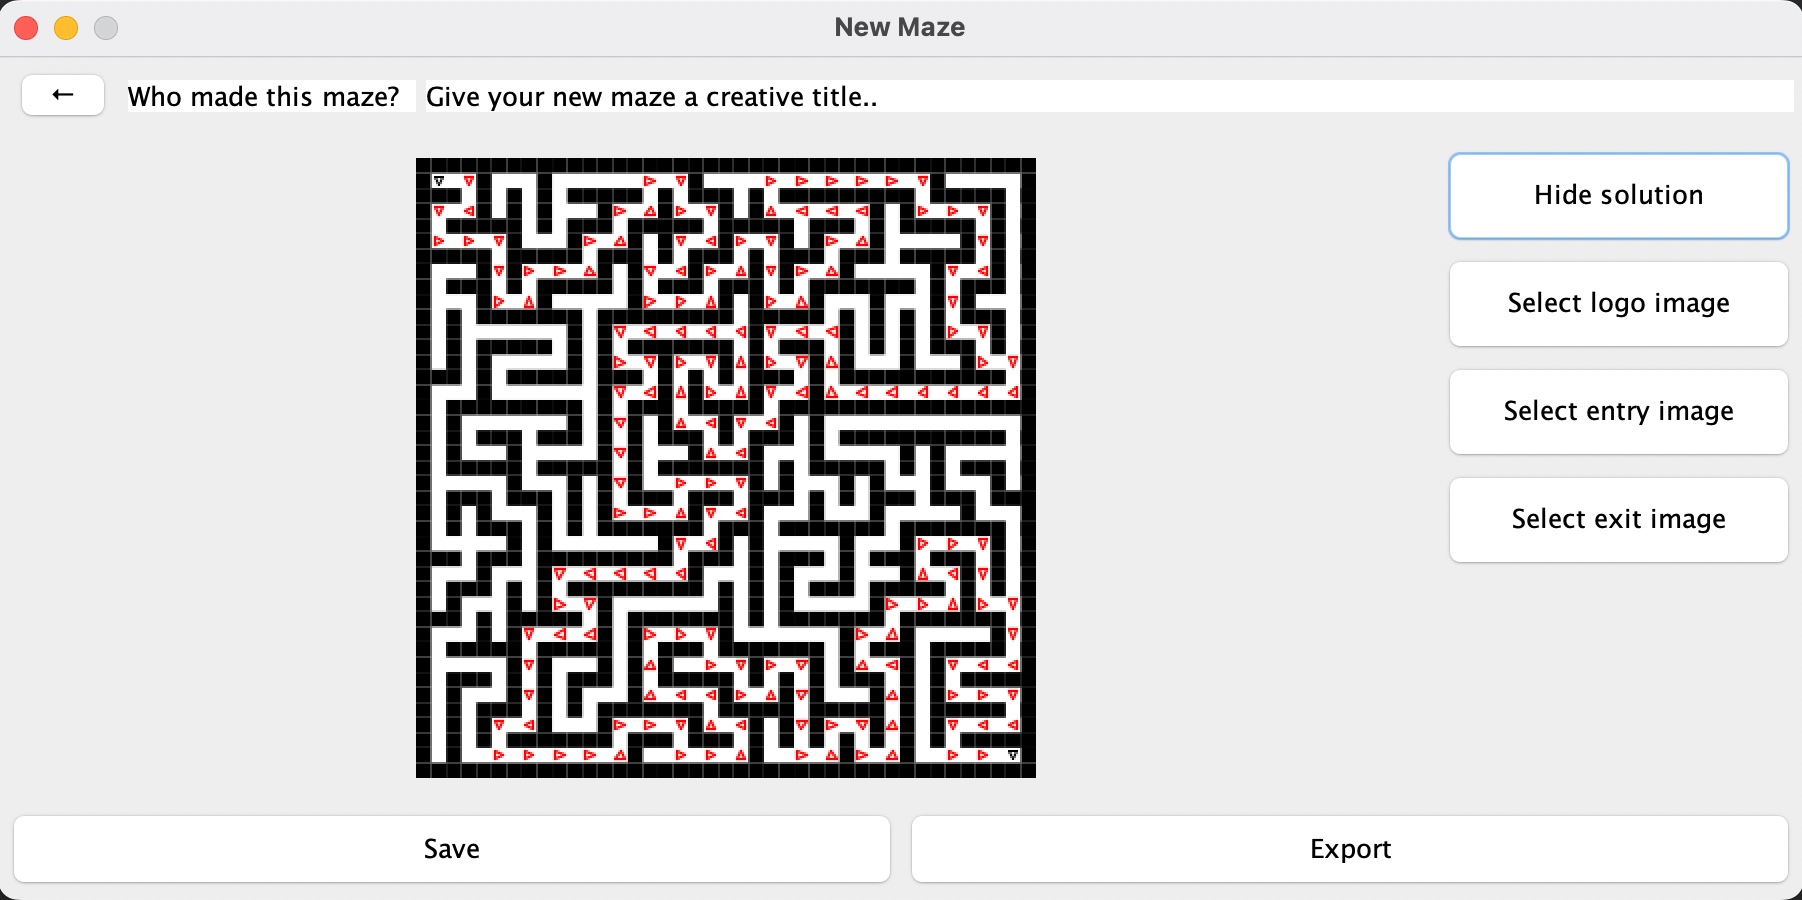 New Maze
←
Who made this maze?
Give your new maze a creative title..
Hide solution
Select logo image
Select entry image
Select exit image
Save
Export